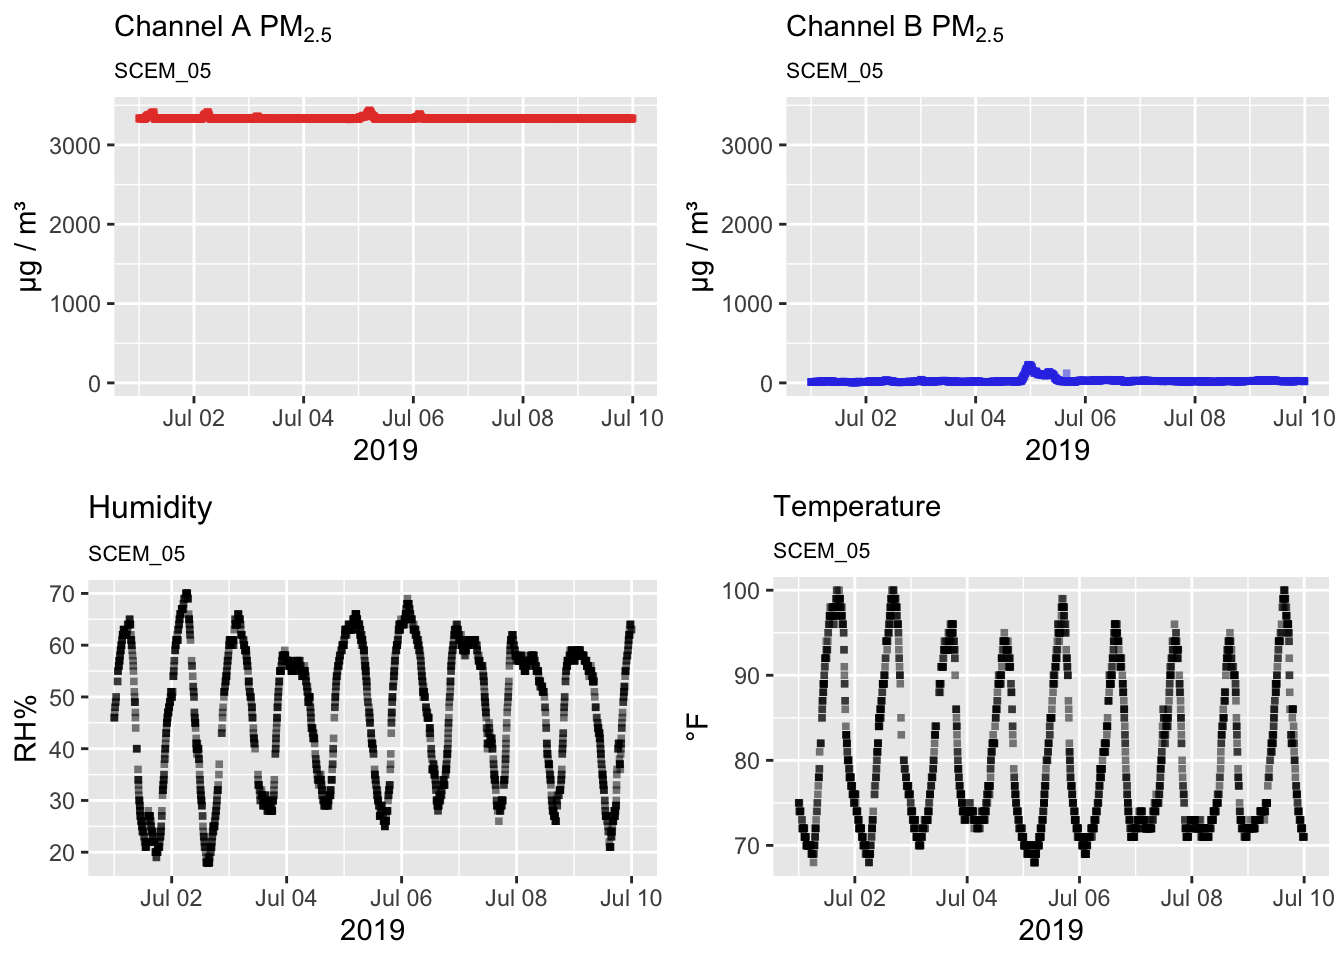 Channel A PM2.5
SCEM_05
3000
2000
1000
0
µg / m³
Jul 02 Jul 04 Jul 06 Jul 08 Jul 10
2019
Channel B PM2.5
SCEM_05
3000
2000
1000
0
µg / m³
Jul 02 Jul 04 Jul 06 Jul 08 Jul 10
2019
Humidity
SCEM_05
70
60
50
40
30
20
RH%
Jul 02 Jul 04 Jul 06 Jul 08 Jul 10
2019
Temperature
SCEM_05
100
90
80
70
°F
Jul 02 Jul 04 Jul 06 Jul 08 Jul 10
2019